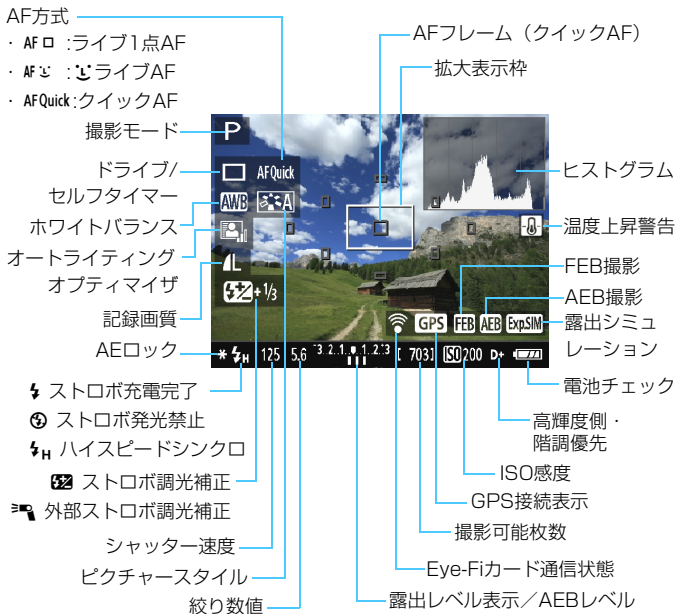 AF方式
・ AF :ライブ1点AF
・ AF : ライブAF
・ AFQuick:クイックAF
撮影モード
ドライブ/
セルフタイマー
ホワイトバランス
オートライティング
オプティマイザ
記録画質
AEロック
ストロボ充電完了
ストロボ発光禁止
H ハイスピードシンクロ
ストロボ調光補正
外部ストロボ調光補正
シャッター速度
ピクチャースタイル
絞り数値
AFフレーム（クイックAF）
拡大表示枠
ヒストグラム
温度上昇警告
FEB撮影
AEB撮影
露出シミュ
レーション
電池チェック
高輝度側・
階調優先
ISO感度
GPS接続表示
撮影可能枚数
Eye-Fiカード通信状態
露出レベル表示／AEBレベル
P
AFQuick
AWB A
L
+1/3
GPS FEB AEB Exp.SIM
H 125 5.6 -3..2..1..0..1..2..+3 7031 ISO 200 D+